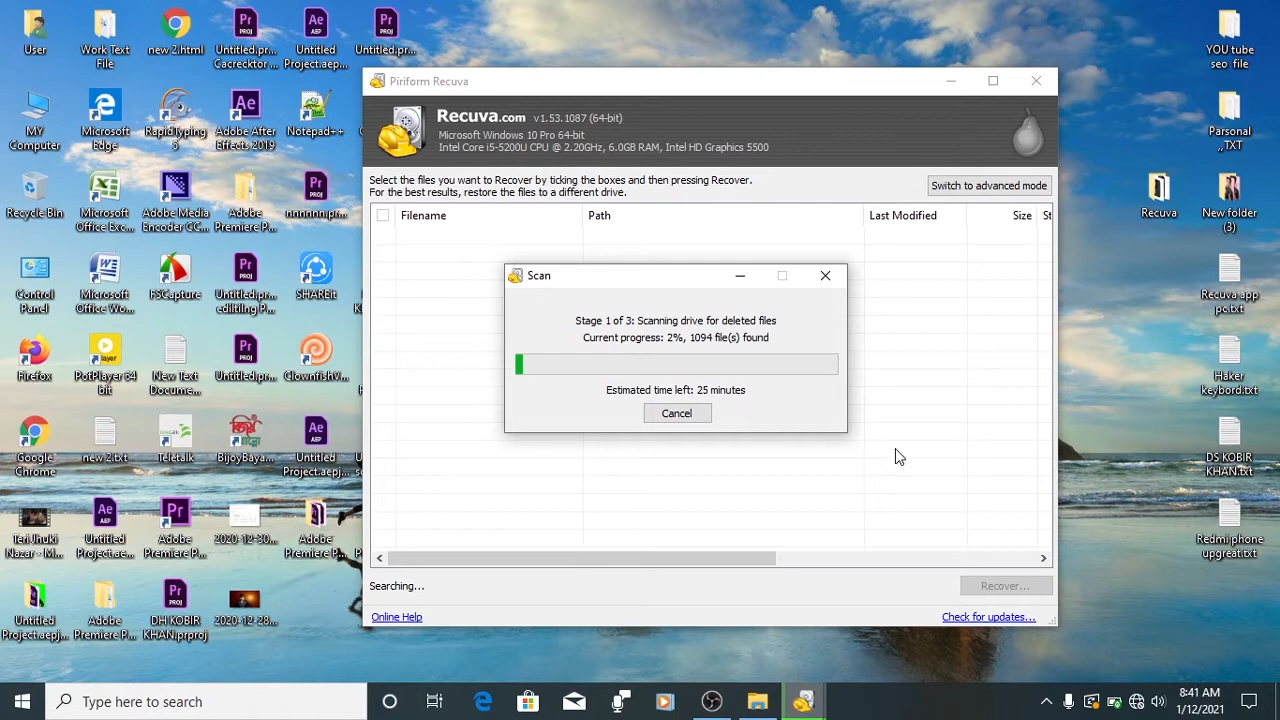 User
Work Text
File
new 2.html
Untitled.pr...
Cacrecktor ...
Untitled
Project.aep...
Untitled.pr...
MY
Computer
Microsoft
Edge
RapidTyping
5
Adobe After
Effects 2019
Notepad++
Recycle Bin
Microsoft
Office Exc...
Adobe Media
Encoder CC...
Adobe
Premiere P...
nnnnnn.pr...
Control
Panel
Microsoft
Office Wo...
FSCapture
Untitled.pr...
editilng P...
SHAREit
Firefox
PotPlayer 64
bit
New Text
Docume...
Untitled.pr...
Clownfishv...
Google
Chrome
new 2.txt
Teletalk
BijoyBaya...
Untitled
Project.aep...
Teri Jhuki
Nazar - M...
Untitled
Project.ae...
Adobe
Premiere P...
2020-12-30...
Adobe
Premiere P...
Untitled
Project.aepj...
Adobe
Premiere P...
DH KOBIR
KHAN.prproj
2020-12-28...
Piriform Recuva
Recuva.com v1.53.1087 (64-bit)
Microsoft Windows 10 Pro 64-bit
Intel Core i5-5200U CPU @ 2.20GHz, 6.0GB RAM, Intel HD Graphics 5500
Select the files you want to Recover by ticking the boxes and then pressing Recover.
For the best results, restore the files to a different drive.
Switch to advanced mode
Filename Path Last Modified Size St
Scan
Stage 1 of 3: Scanning drive for deleted files
Current progress: 2%, 1094 file(s) found
Estimated time left: 25 minutes
Cancel
Searching...
Recover...
Online Help
Check for updates...
YOU tube
seo file
Parsonal
,,TXT
Recuva
New folder
(3)
Recuva app
pc.txt
Haker
keybord.txt
DS KOBIR
KHAN.txt
Redmi phone
upgreat.txt
Type here to search
8:41 AM
1/12/2021